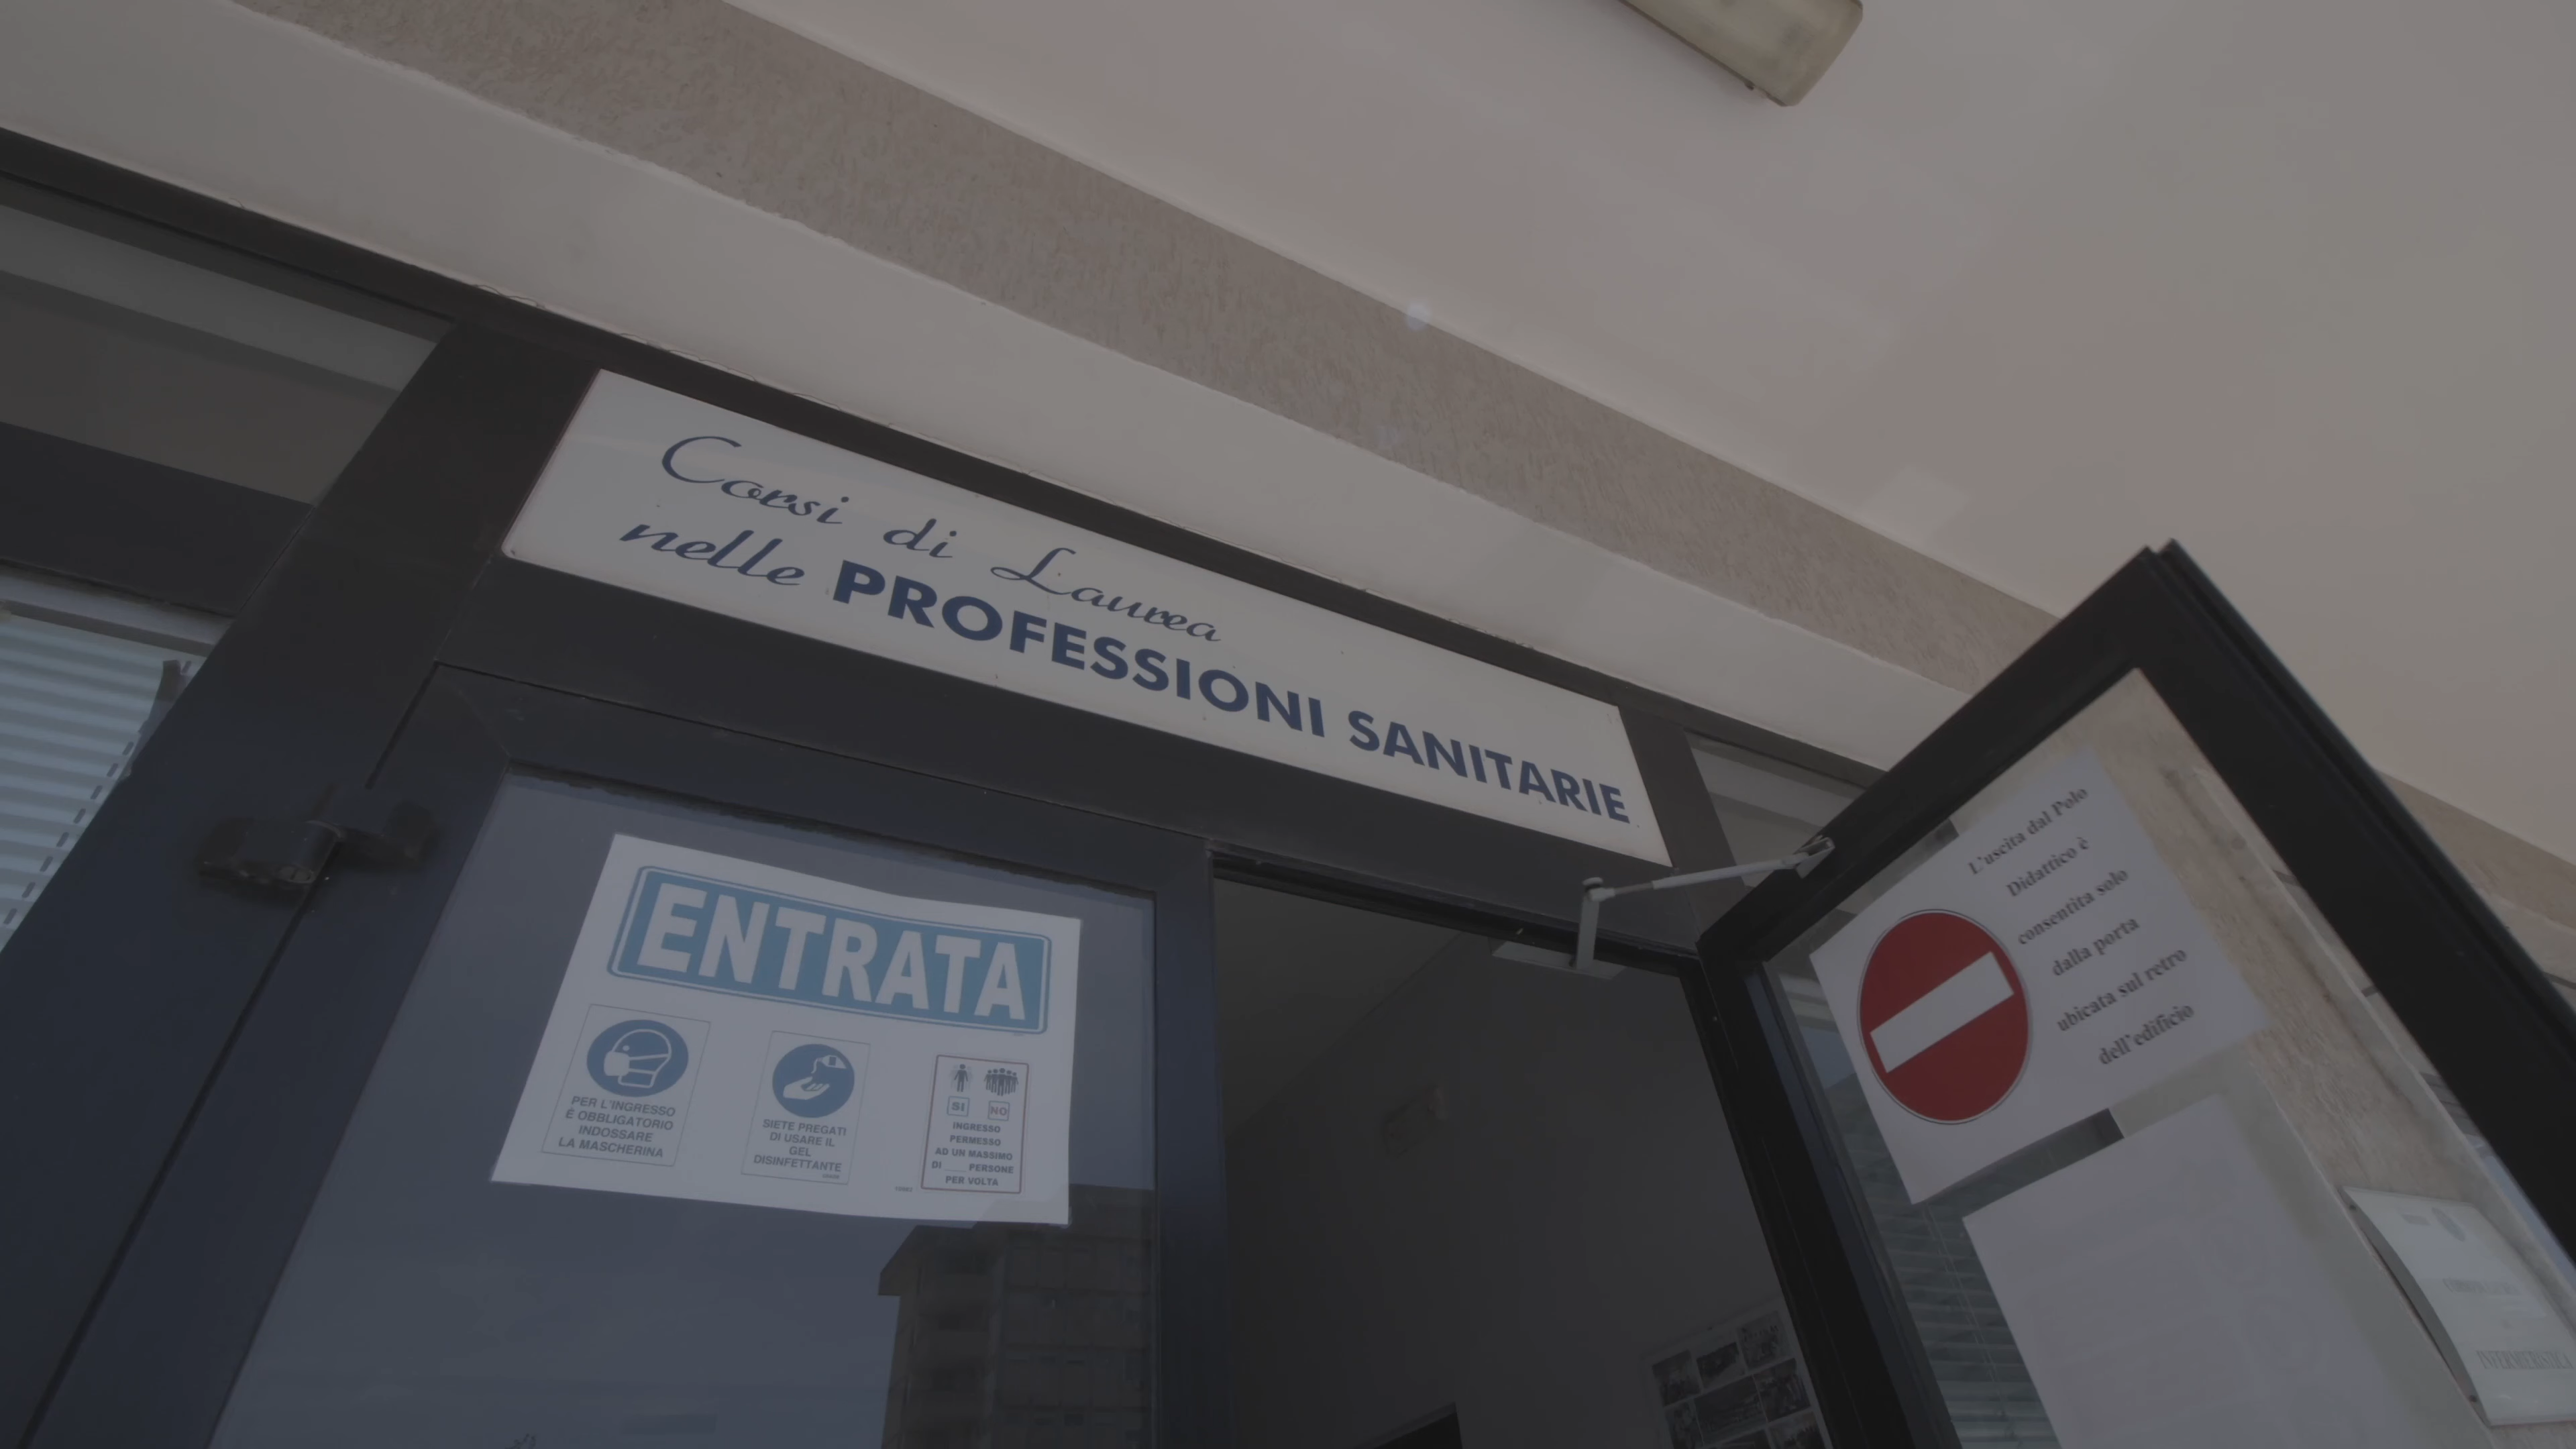 Corsi di Laurea
nelle PROFESSIONI SANITARIE
ENTRATA
PER L'INGRESSO
È OBBLIGATORIO
INDOSSARE
LA MASCHERINA
SIETE PREGATI
DI USARE IL
GEL
DISINFETTANTE
SI NO
INGRESSO
PERMESSO
AD UN MASSIMO
DI ____ PERSONE
PER VOLTA
L'uscita dal Polo
Didattico è
consentita solo
dalla porta
ubicata sul retro
dell'edificio